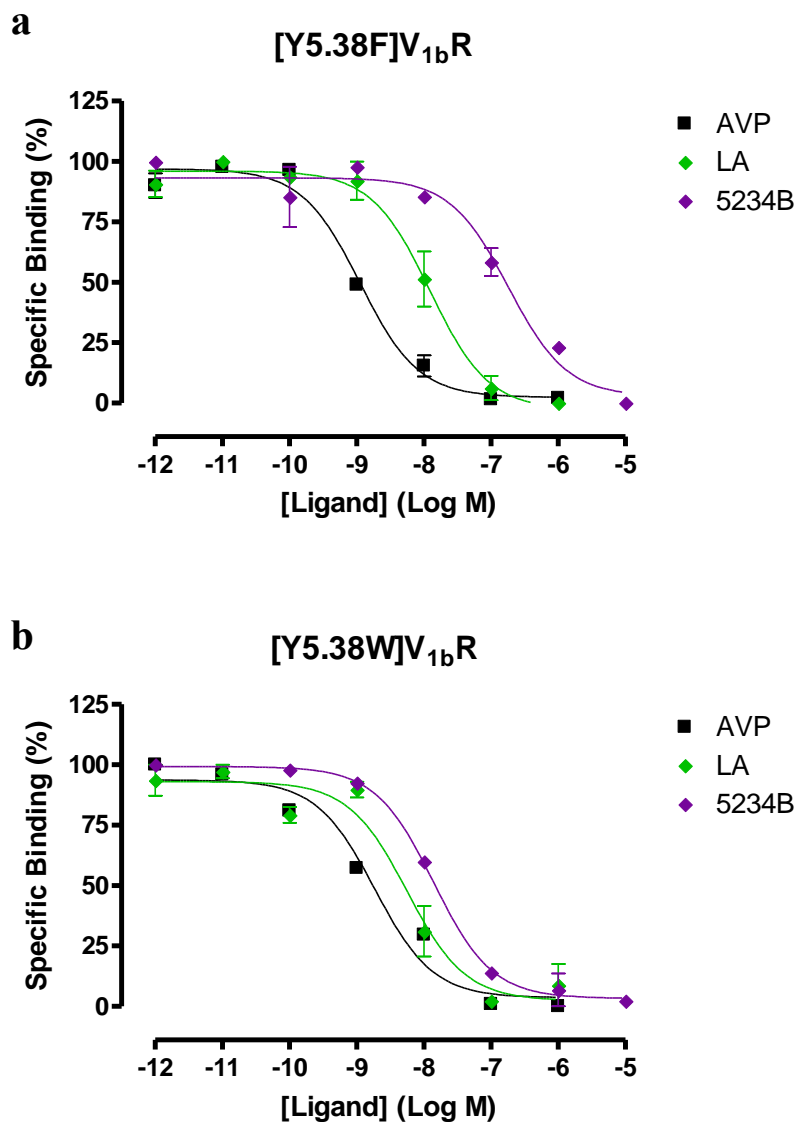 a
[Y5.38F]V1bR
125
100
75
50
25
0
Specific Binding (%)
-12 -11 -10 -9 -8 -7 -6 -5
[Ligand] (Log M)
AVP
LA
5234B
b
[Y5.38W]V1bR
125
100
75
50
25
0
Specific Binding (%)
-12 -11 -10 -9 -8 -7 -6 -5
[Ligand] (Log M)
AVP
LA
5234B